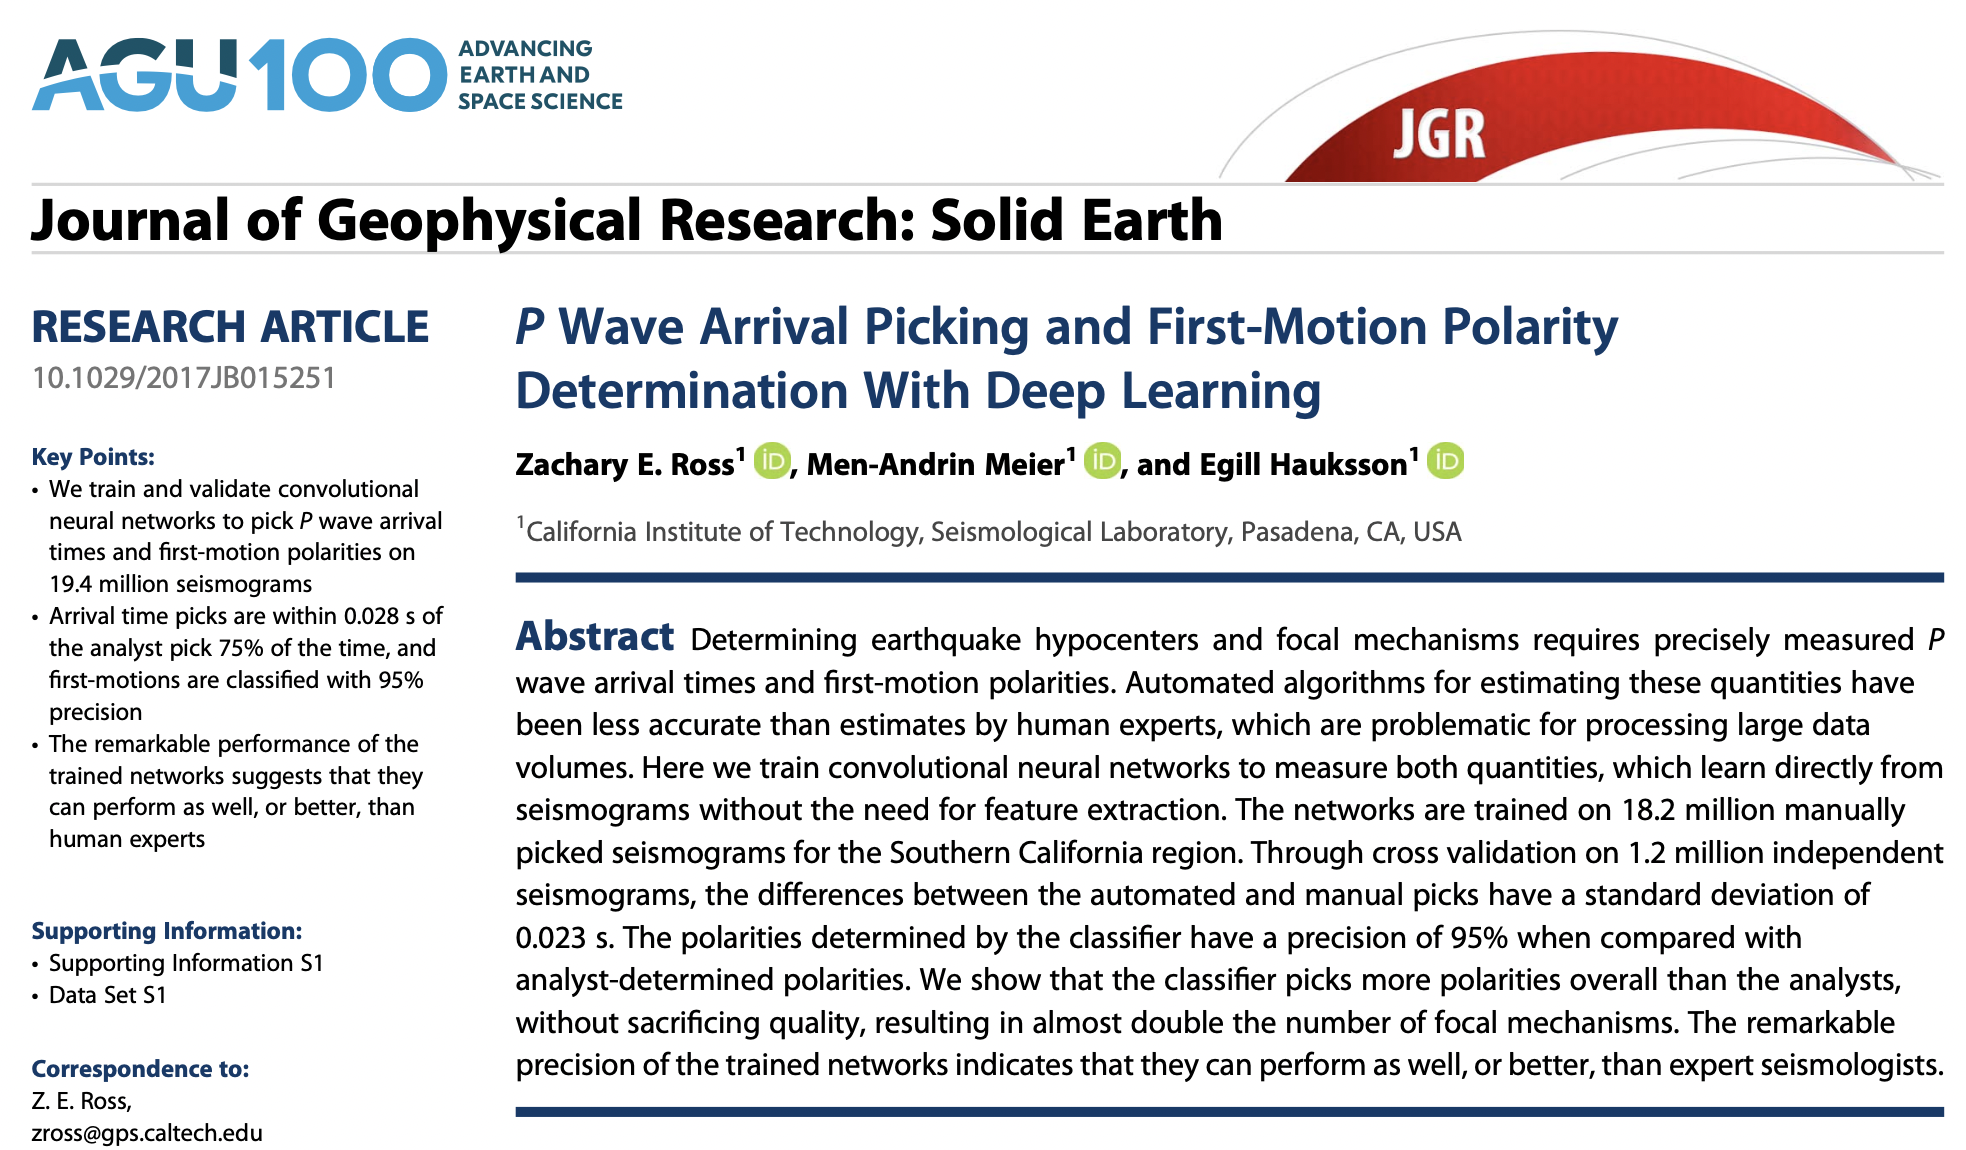 AGU100
ADVANCING
EARTH AND
SPACE SCIENCE
JGR
Journal of Geophysical Research: Solid Earth
RESEARCH ARTICLE
10.1029/2017JB015251
Key Points:
• We train and validate convolutional
neural networks to pick P wave arrival
times and first-motion polarities on
19.4 million seismograms
• Arrival time picks are within 0.028 s of
the analyst pick 75% of the time, and
first-motions are classified with 95%
precision
• The remarkable performance of the
trained networks suggests that they
can perform as well, or better, than
human experts
Supporting Information:
• Supporting Information S1
• Data Set S1
Correspondence to:
Z. E. Ross,
zross@gps.caltech.edu
P Wave Arrival Picking and First-Motion Polarity
Determination With Deep Learning
Zachary E. Ross1 iD, Men-Andrin Meier1 iD, and Egill Hauksson1 iD
1California Institute of Technology, Seismological Laboratory, Pasadena, CA, USA
Abstract Determining earthquake hypocenters and focal mechanisms requires precisely measured P
wave arrival times and first-motion polarities. Automated algorithms for estimating these quantities have
been less accurate than estimates by human experts, which are problematic for processing large data
volumes. Here we train convolutional neural networks to measure both quantities, which learn directly from
seismograms without the need for feature extraction. The networks are trained on 18.2 million manually
picked seismograms for the Southern California region. Through cross validation on 1.2 million independent
seismograms, the differences between the automated and manual picks have a standard deviation of
0.023 s. The polarities determined by the classifier have a precision of 95% when compared with
analyst-determined polarities. We show that the classifier picks more polarities overall than the analysts,
without sacrificing quality, resulting in almost double the number of focal mechanisms. The remarkable
precision of the trained networks indicates that they can perform as well, or better, than expert seismologists.